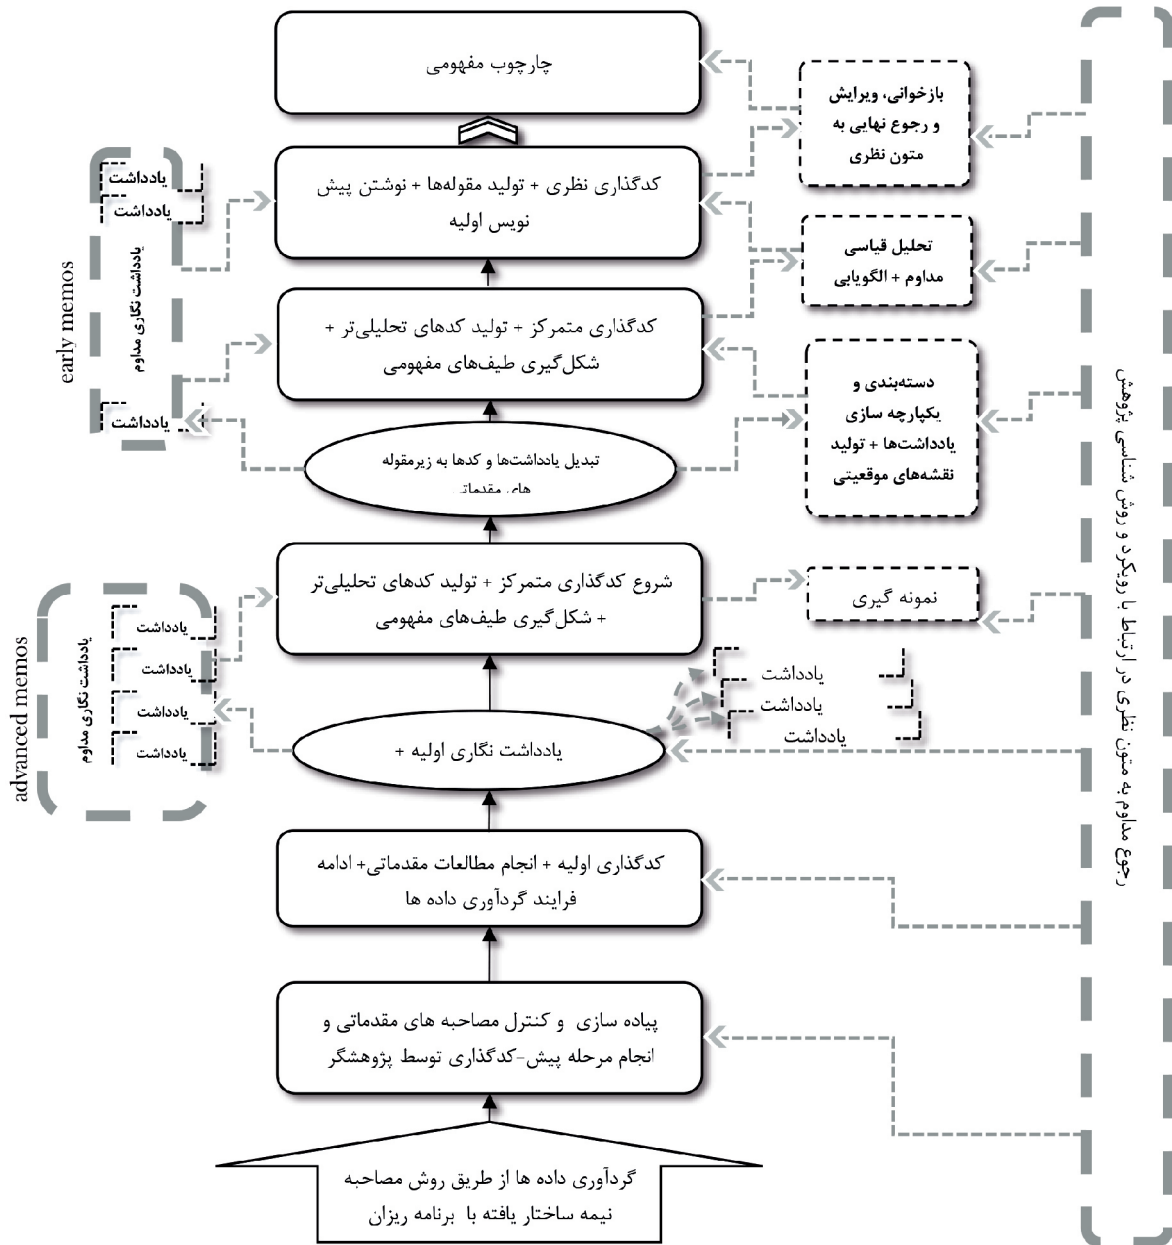 چارچوب مفهومی
بازخوانی، ویرایش
و رجوع نهایی به
متون نظری
کدگذاری نظری + تولید مقوله‌ها + نوشتن پیش
نویس اولیه
یادداشت
یادداشت
یادداشت نگاری مداوم
یادداشت
early memos
تحلیل قیاسی
مداوم + الگویابی
کدگذاری متمرکز + تولید کدهای تحلیلی‌تر +
شکل‌گیری طیف‌های مفهومی
دسته‌بندی و
یکپارچه سازی
یادداشت‌ها + تولید
نقشه‌های موقعیتی
تبدیل یادداشت‌ها و کدها به زیرمقوله
های مقدماتی
شروع کدگذاری متمرکز + تولید کدهای تحلیلی‌تر
+ شکل‌گیری طیف‌های مفهومی
نمونه گیری
یادداشت
یادداشت
یادداشت
یادداشت
یادداشت نگاری مداوم
advanced memos
یادداشت
یادداشت
یادداشت
یادداشت نگاری اولیه +
کدگذاری اولیه + انجام مطالعات مقدماتی+ ادامه
فرایند گردآوری داده ها
پیاده سازی و کنترل مصاحبه های مقدماتی و
انجام مرحله پیش-کدگذاری توسط پژوهشگر
گردآوری داده ها از طریق روش مصاحبه
نیمه ساختار یافته با برنامه ریزان
رجوع مداوم به متون نظری در ارتباط با رویکرد و روش شناسی پژوهش